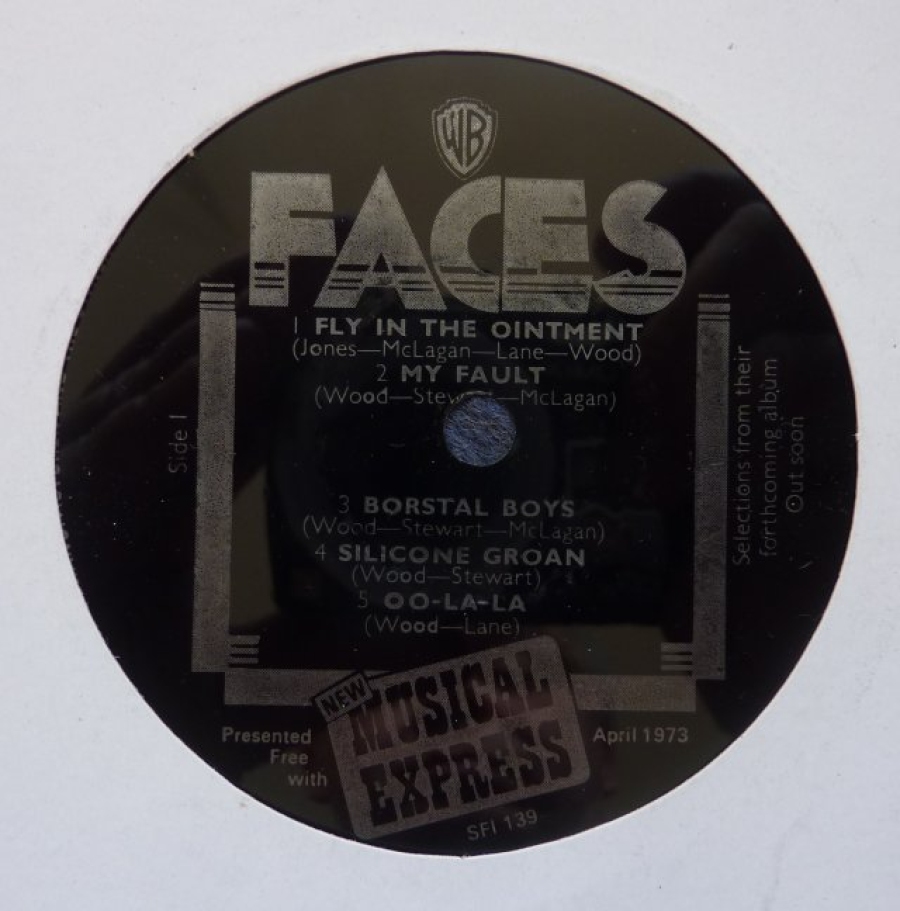 WB
FACES
1 FLY IN THE OINTMENT
(Jones—McLagan—Lane—Wood)
2 MY FAULT
(Wood—Stewart—McLagan)
3 BORSTAL BOYS
(Wood—Stewart—McLagan)
4 SILICONE GROAN
(Wood—Stewart)
5 OO-LA-LA
(Wood—Lane)
Side 1
Selections from their
forthcoming album
Out soon
Presented
Free
with
NEW
MUSICAL
EXPRESS
April 1973
SFI 139